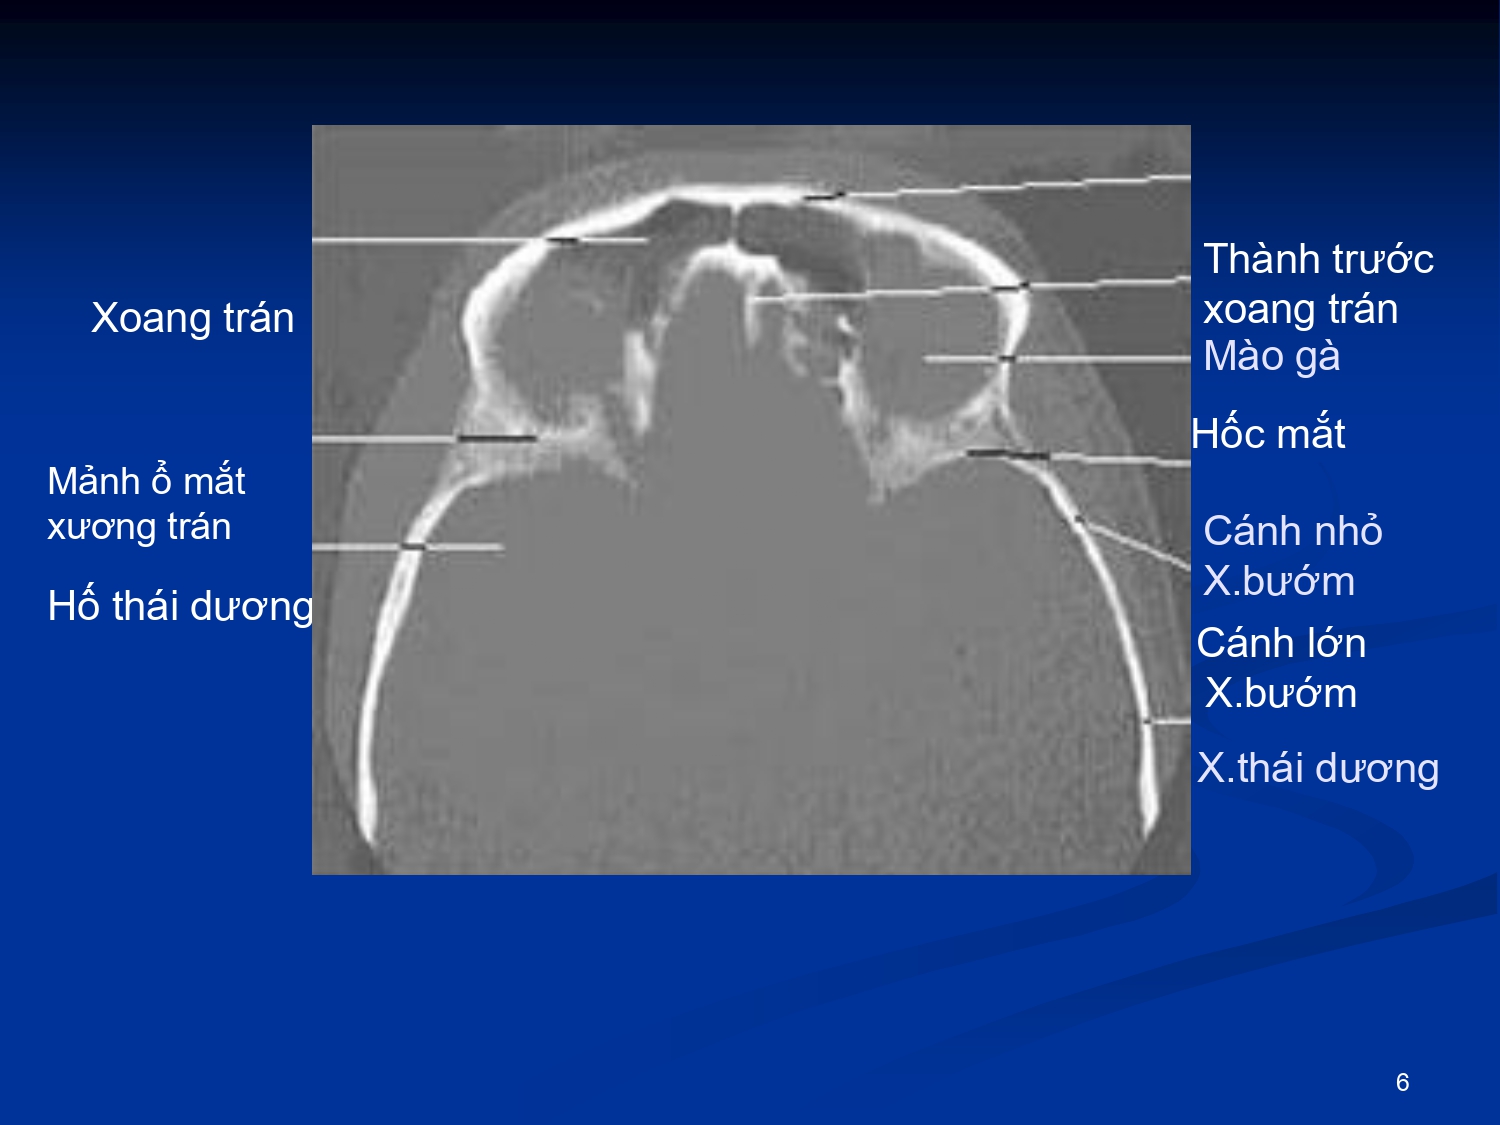 Xoang trán
Mảnh ổ mắt
xương trán
Hố thái dương
Thành trước
xoang trán
Mào gà
Hốc mắt
Cánh nhỏ
X.bướm
Cánh lớn
X.bướm
X.thái dương
6